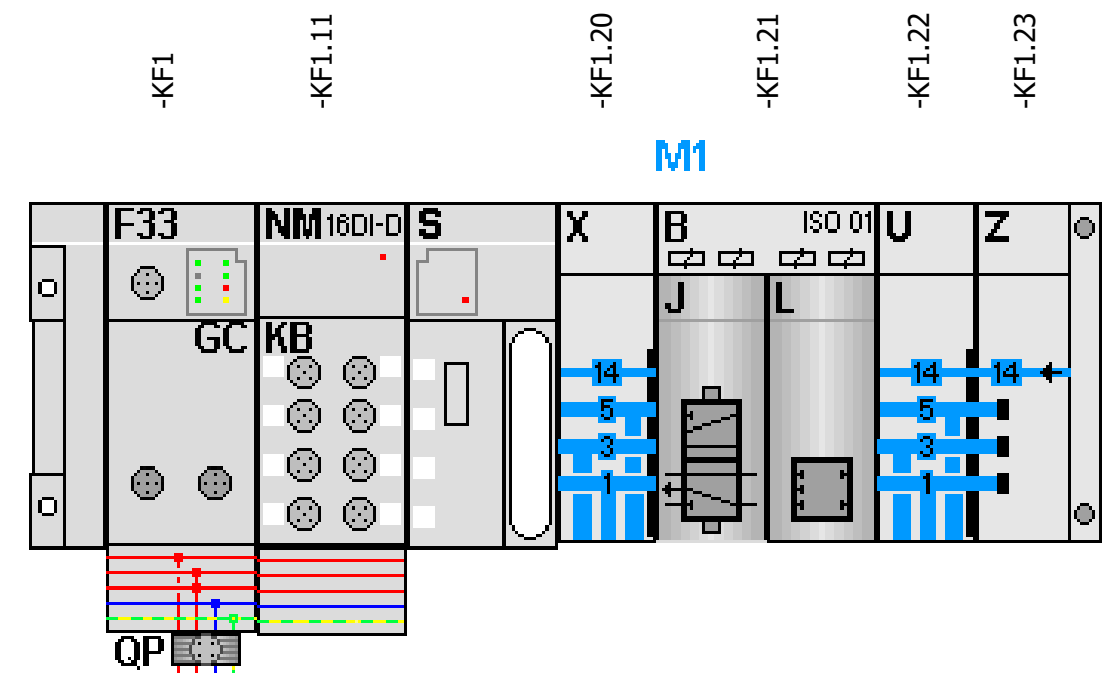 -KF1
-KF1.11
-KF1.20
-KF1.21
-KF1.22
-KF1.23
M1
F33
NM 16DI-D
S
X
B ISO 01
U
Z
J
L
GC
KB
14
14
14
5
5
3
3
1
1
QP